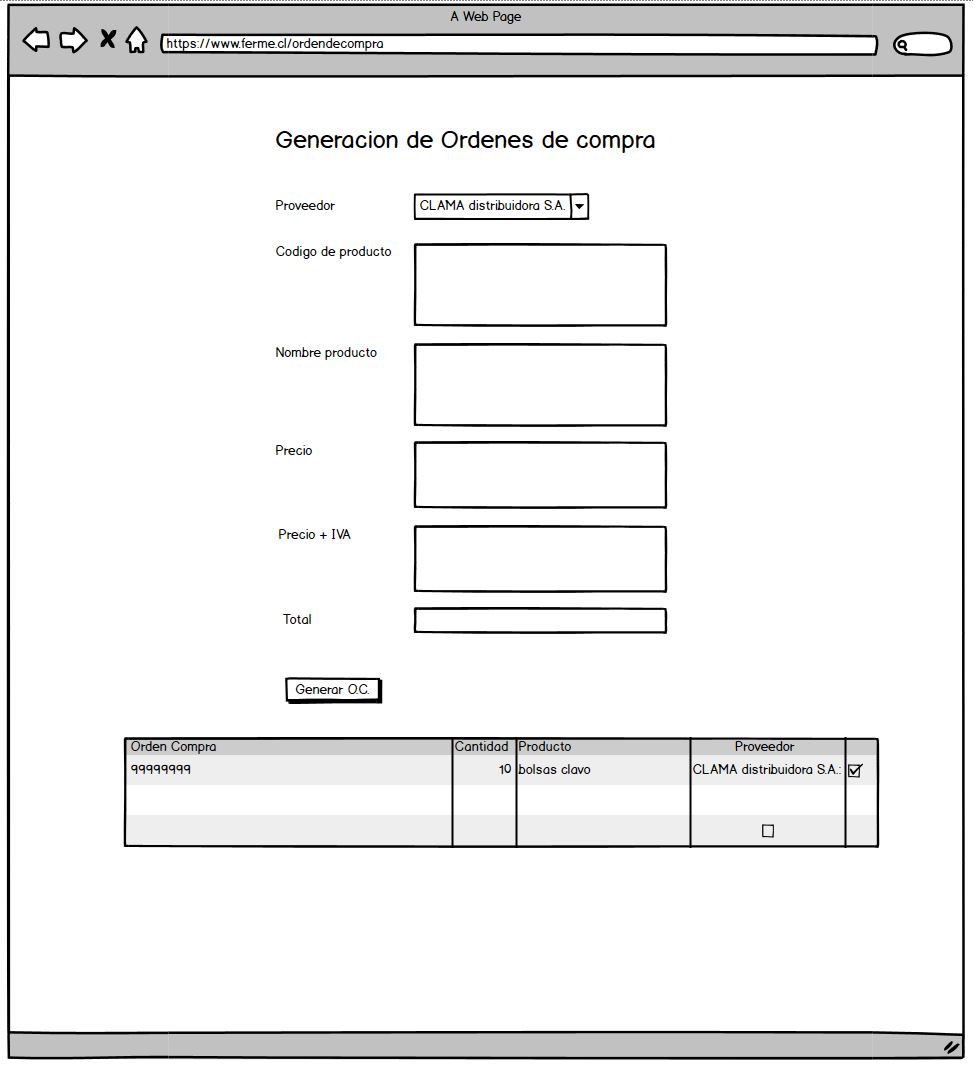 A Web Page
https://www.ferme.cl/ordendecompra
Generacion de Ordenes de compra
Proveedor CLAMA distribuidora S.A.
Codigo de producto
Nombre producto
Precio
Precio + IVA
Total
Generar O.C.
Orden Compra Cantidad Producto Proveedor
99999999 10 bolsas clavo CLAMA distribuidora S.A.: